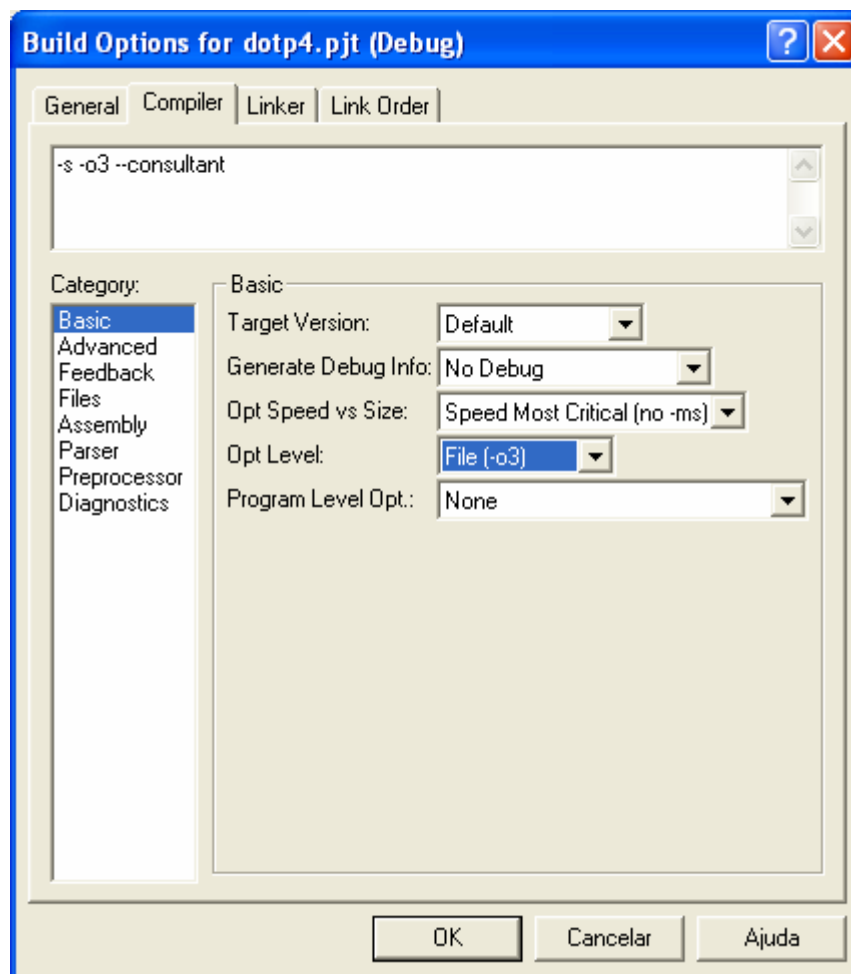 Build Options for dotp4.pjt (Debug)
General Compiler Linker Link Order
-s -o3 --consultant
Category:
Basic
Advanced
Feedback
Files
Assembly
Parser
Preprocessor
Diagnostics
Basic
Target Version: Default
Generate Debug Info: No Debug
Opt Speed vs Size: Speed Most Critical (no -ms)
Opt Level: File (-o3)
Program Level Opt.: None
OK Cancelar Ajuda